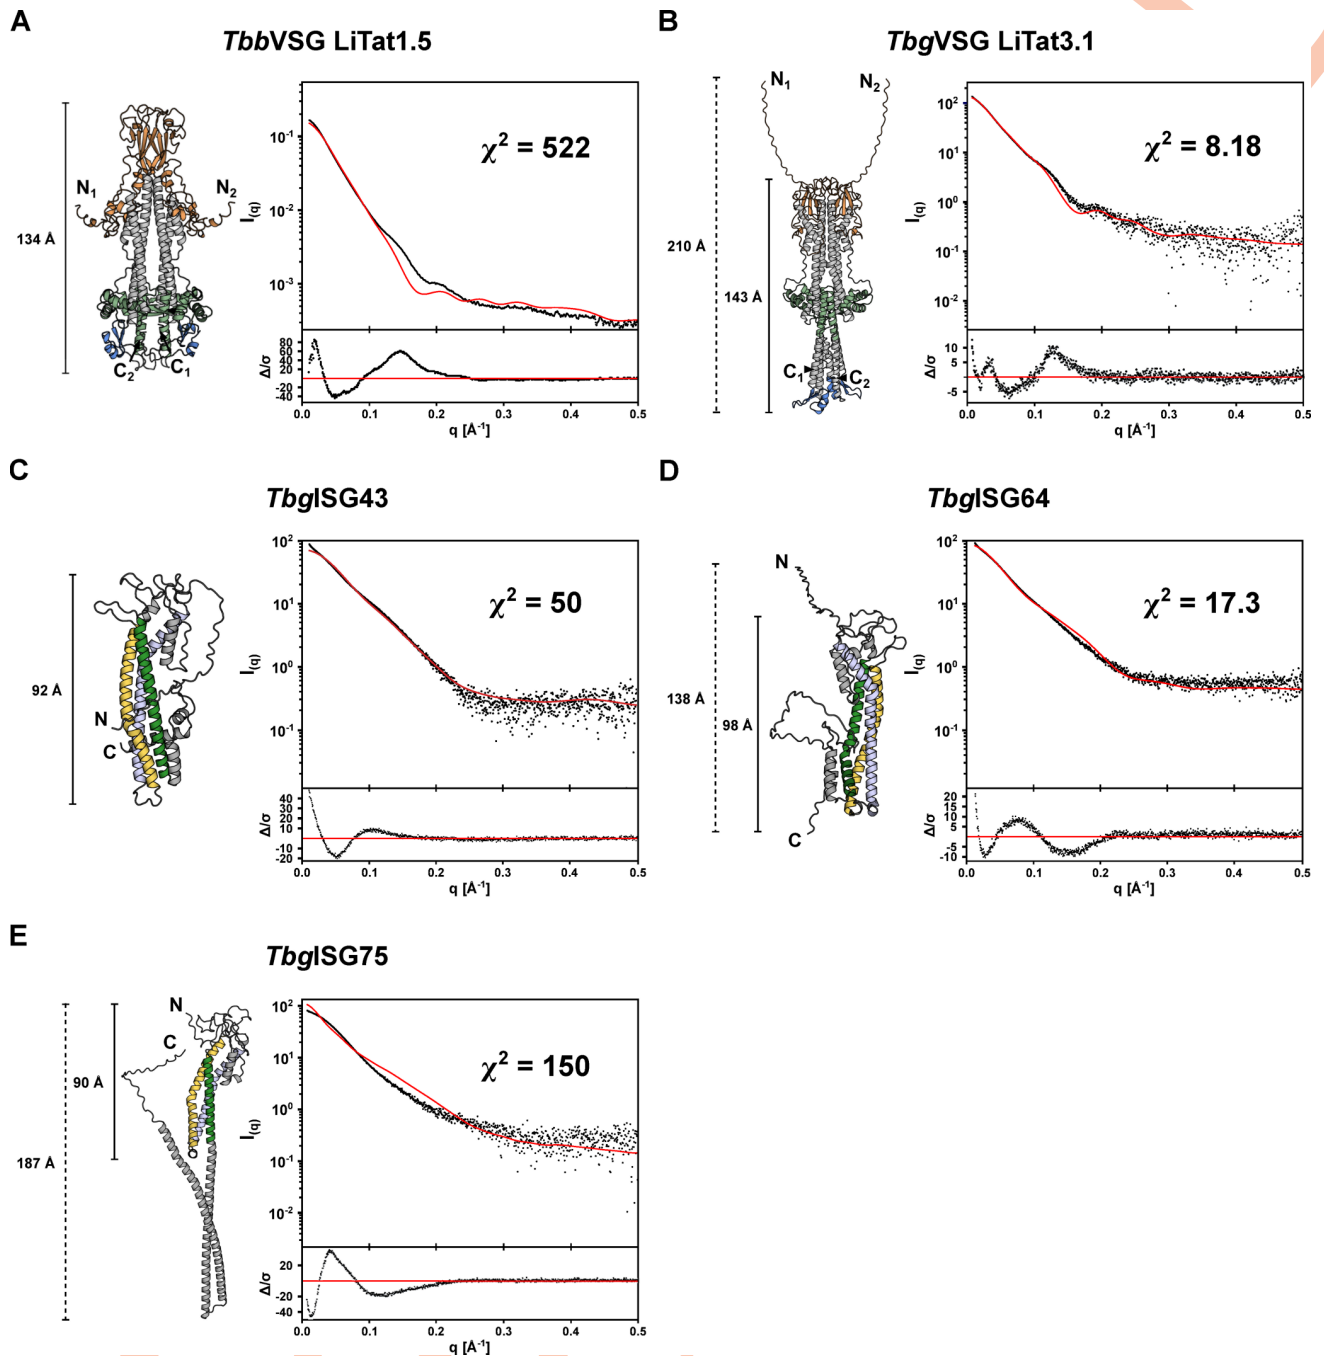 A
TbbVSG LiTat1.5
134 Å
N1
N2
C2
C1
I(q)
10-1
10-2
10-3
χ2 = 522
Δ/σ
80
60
40
20
0
-20
-40
0.0 0.1 0.2 0.3 0.4 0.5
q [Å-1]
B
TbgVSG LiTat3.1
210 Å
143 Å
N1
N2
C1
C2
I(q)
102
101
100
10-1
10-2
χ2 = 8.18
Δ/σ
10
5
0
-5
0.0 0.1 0.2 0.3 0.4 0.5
q [Å-1]
C
TbgISG43
92 Å
N
C
I(q)
102
101
100
10-1
χ2 = 50
Δ/σ
40
30
20
10
0
-10
-20
0.0 0.1 0.2 0.3 0.4 0.5
q [Å-1]
D
TbgISG64
138 Å
98 Å
N
C
I(q)
102
101
100
10-1
χ2 = 17.3
Δ/σ
20
15
10
5
0
-5
-10
0.0 0.1 0.2 0.3 0.4 0.5
q [Å-1]
E
TbgISG75
187 Å
90 Å
N
C
I(q)
102
101
100
10-1
10-2
χ2 = 150
Δ/σ
20
0
-20
-40
0.0 0.1 0.2 0.3 0.4 0.5
q [Å-1]